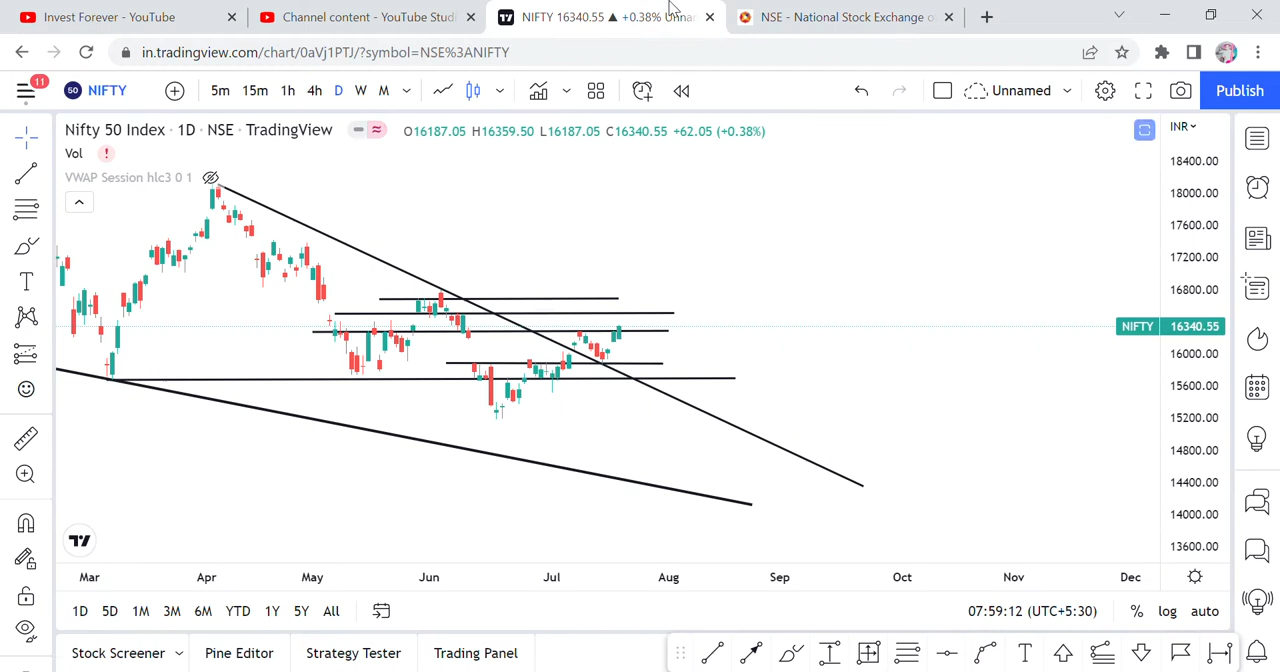 Invest Forever - YouTube
Channel content - YouTube Studi
NIFTY 16340.55 ▲ +0.38% Unnar
NSE - National Stock Exchange o
in.tradingview.com/chart/0aVj1PTJ/?symbol=NSE%3ANIFTY
11
50 NIFTY
5m 15m 1h 4h D W M
Unnamed
Publish
Nifty 50 Index · 1D · NSE · TradingView
O16187.05 H16359.50 L16187.05 C16340.55 +62.05 (+0.38%)
INR
Vol
VWAP Session hlc3 0 1
18400.00
18000.00
17600.00
17200.00
16800.00
NIFTY 16340.55
16000.00
15600.00
15200.00
14800.00
14400.00
14000.00
13600.00
Mar Apr May Jun Jul Aug Sep Oct Nov Dec
1D 5D 1M 3M 6M YTD 1Y 5Y All
07:59:12 (UTC+5:30)
% log auto
Stock Screener Pine Editor Strategy Tester Trading Panel